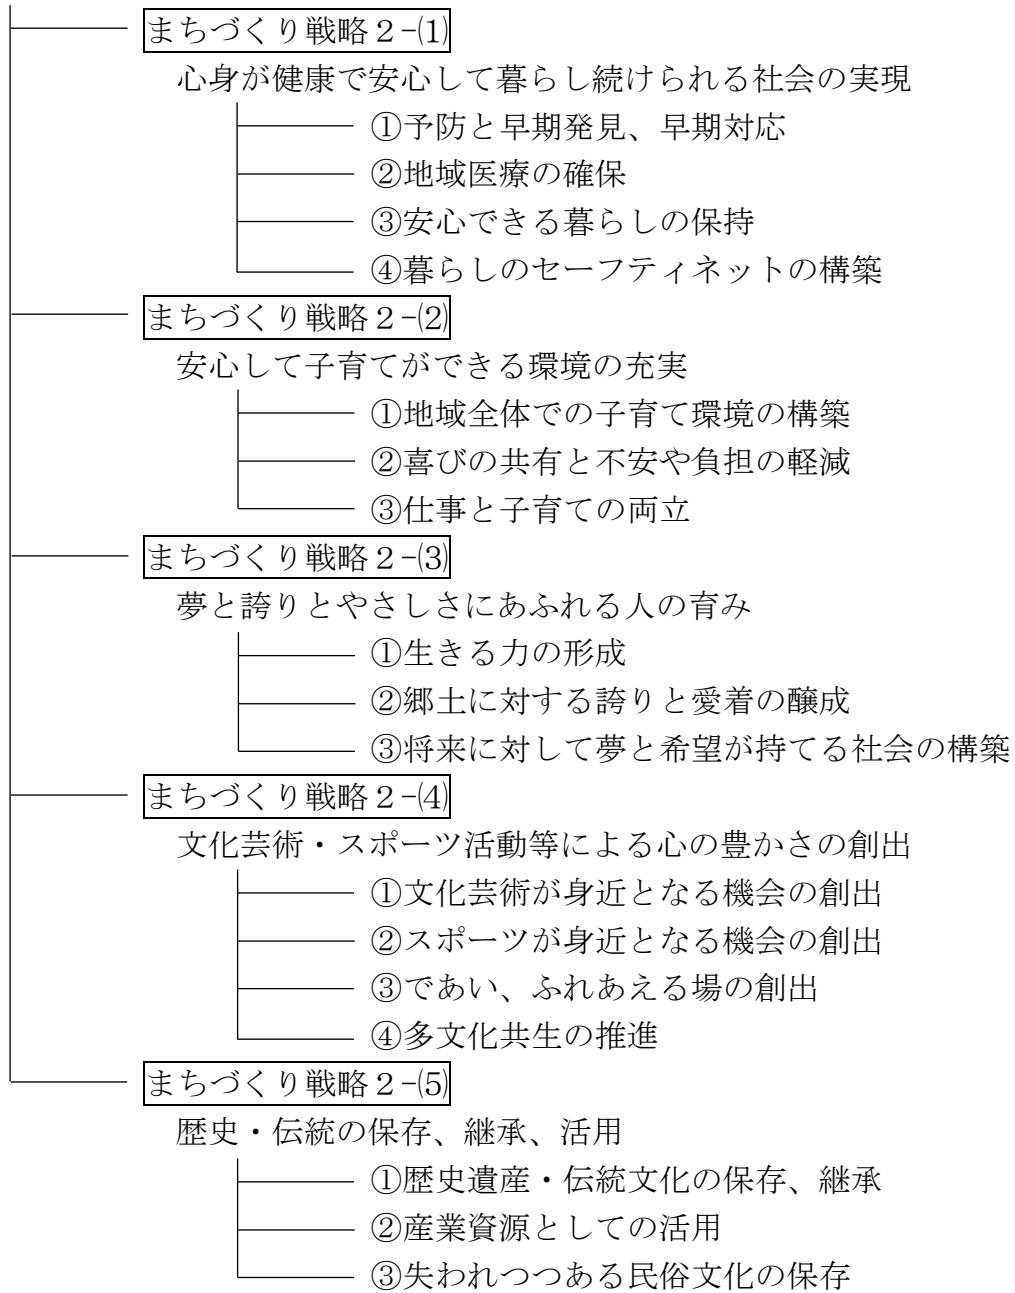 まちづくり戦略２-⑴
心身が健康で安心して暮らし続けられる社会の実現
①予防と早期発見、早期対応
②地域医療の確保
③安心できる暮らしの保持
④暮らしのセーフティネットの構築
まちづくり戦略２-⑵
安心して子育てができる環境の充実
①地域全体での子育て環境の構築
②喜びの共有と不安や負担の軽減
③仕事と子育ての両立
まちづくり戦略２-⑶
夢と誇りとやさしさにあふれる人の育み
①生きる力の形成
②郷土に対する誇りと愛着の醸成
③将来に対して夢と希望が持てる社会の構築
まちづくり戦略２-⑷
文化芸術・スポーツ活動等による心の豊かさの創出
①文化芸術が身近となる機会の創出
②スポーツが身近となる機会の創出
③であい、ふれあえる場の創出
④多文化共生の推進
まちづくり戦略２-⑸
歴史・伝統の保存、継承、活用
①歴史遺産・伝統文化の保存、継承
②産業資源としての活用
③失われつつある民俗文化の保存